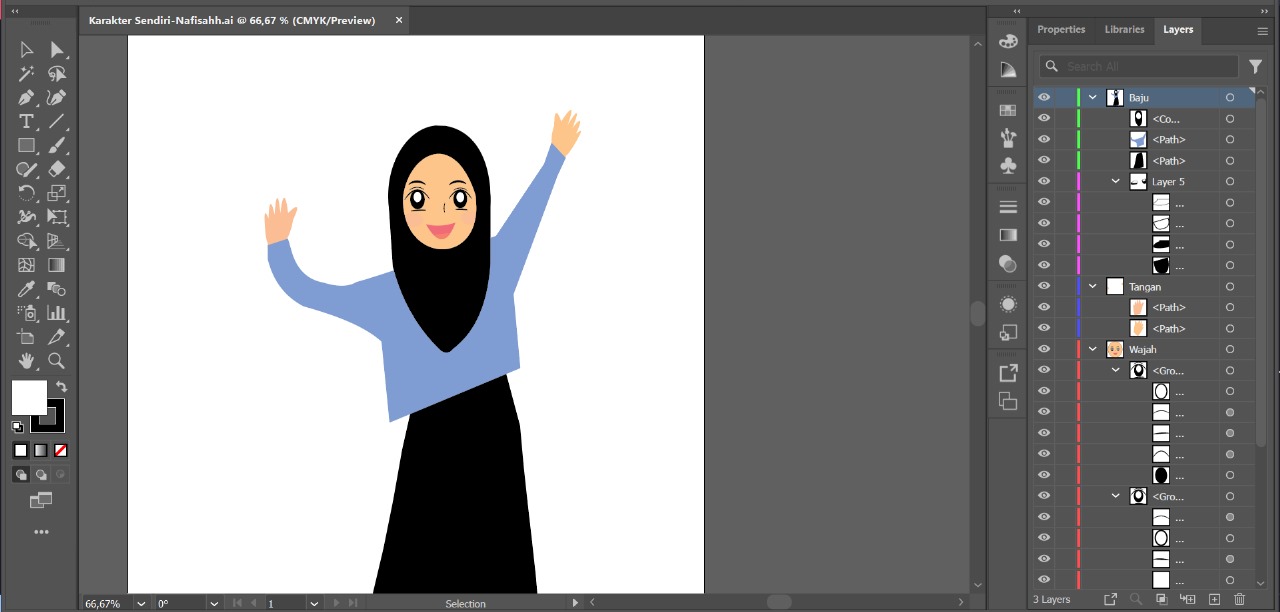 Karakter Sendiri-Nafisahh.ai @ 66,67 % (CMYK/Preview) ×
Properties Libraries Layers
Search All
Baju
<Co...
<Path>
<Path>
Layer 5
...
...
...
...
Tangan
<Path>
<Path>
Wajah
<Gro...
...
...
...
...
...
<Gro...
...
...
...
...
3 Layers
66,67% 0° 1 Selection